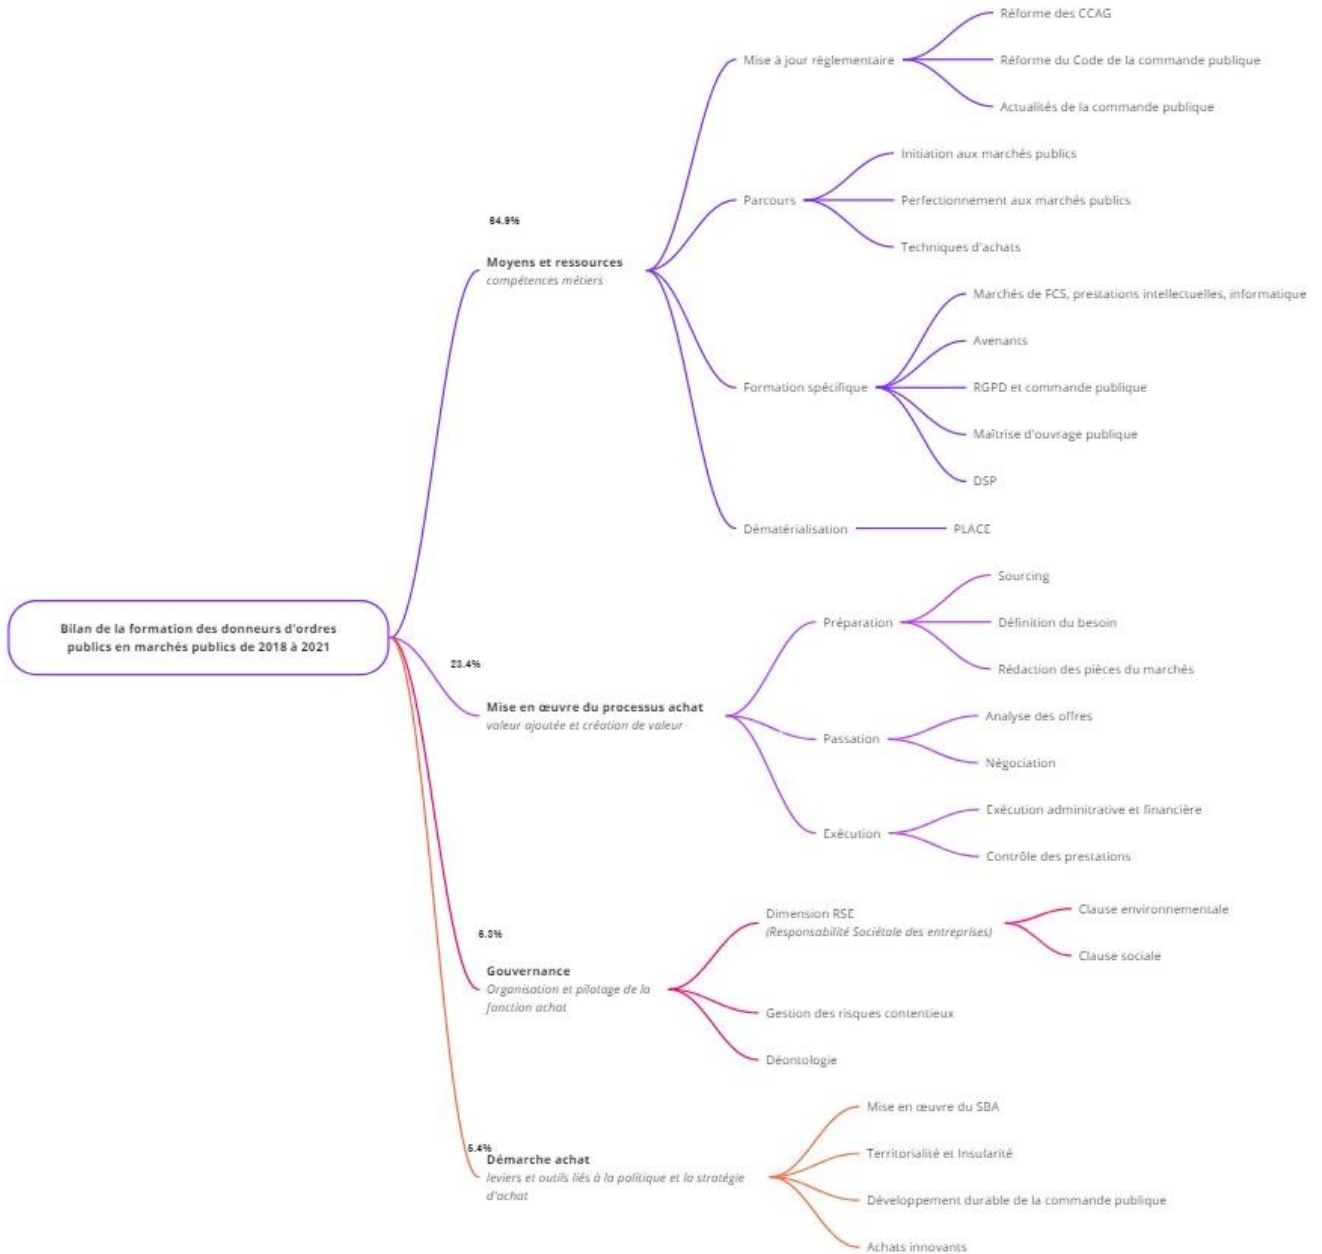 Bilan de la formation des donneurs d'ordres
publics en marchés publics de 2018 à 2021
64.9%
Moyens et ressources
compétences métiers
Mise à jour règlementaire
Réforme des CCAG
Réforme du Code de la commande publique
Actualités de la commande publique
Parcours
Initiation aux marchés publics
Perfectionnement aux marchés publics
Techniques d'achats
Formation spécifique
Marchés de FCS, prestations intellectuelles, informatique
Avenants
RGPD et commande publique
Maîtrise d'ouvrage publique
DSP
Dématérialisation
PLACE
23.4%
Mise en œuvre du processus achat
valeur ajoutée et création de valeur
Préparation
Sourcing
Définition du besoin
Rédaction des pièces du marchés
Passation
Analyse des offres
Négociation
Exécution
Exécution adminitrative et financière
Contrôle des prestations
6.3%
Gouvernance
Organisation et pilotage de la
fonction achat
Dimension RSE
(Responsabilité Sociétale des entreprises)
Clause environnementale
Clause sociale
Gestion des risques contentieux
Déontologie
5.4%
Démarche achat
leviers et outils liés à la politique et la stratégie
d'achat
Mise en œuvre du SBA
Territorialité et Insularité
Développement durable de la commande publique
Achats innovants